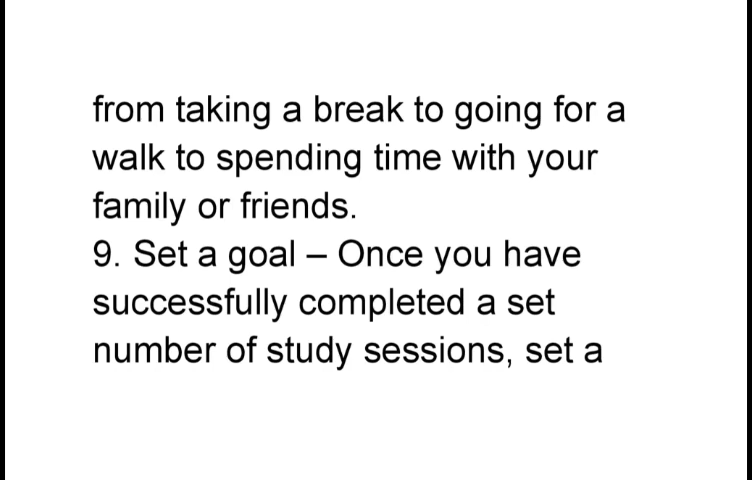 from taking a break to going for a
walk to spending time with your
family or friends.
9. Set a goal – Once you have
successfully completed a set
number of study sessions, set a